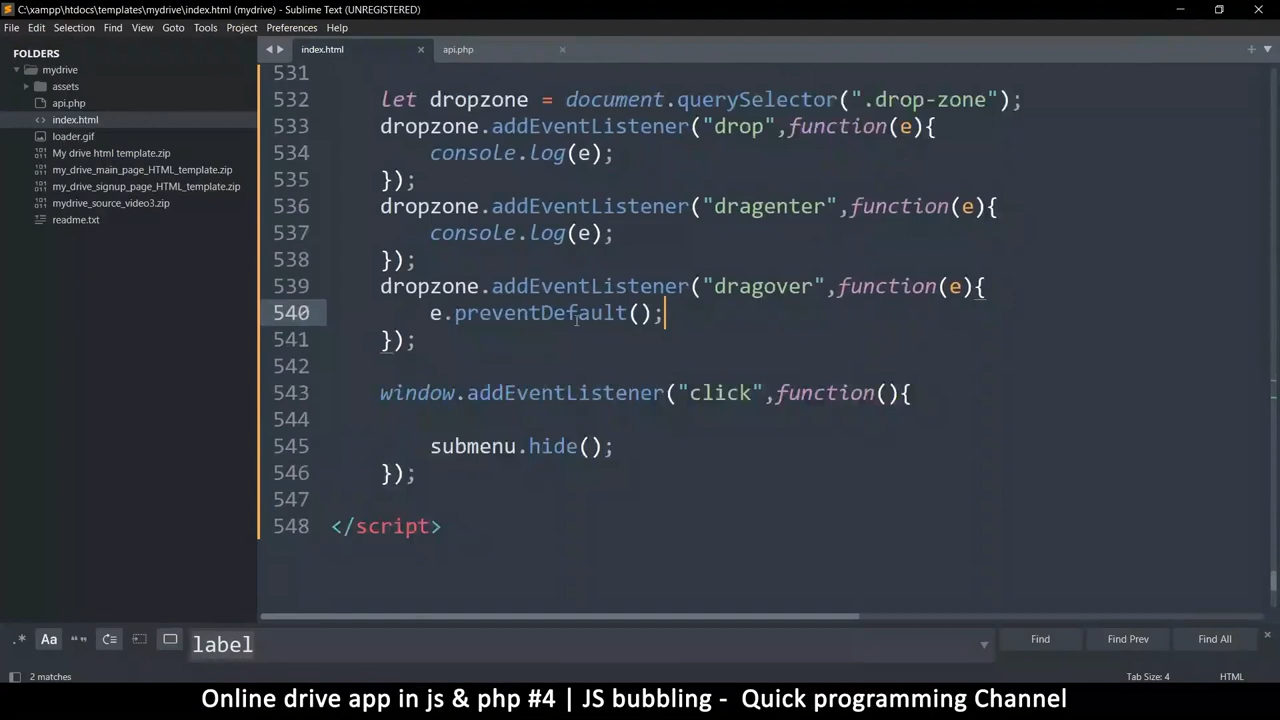 C:\xampp\htdocs\templates\mydrive\index.html (mydrive) - Sublime Text (UNREGISTERED)
File Edit Selection Find View Goto Tools Project Preferences Help
FOLDERS
mydrive
assets
api.php
index.html
loader.gif
My drive html template.zip
my_drive_main_page_HTML_template.zip
my_drive_signup_page_HTML_template.zip
mydrive_source_video3.zip
readme.txt
index.html
api.php
531
532 let dropzone = document.querySelector(".drop-zone");
533 dropzone.addEventListener("drop",function(e){
534 console.log(e);
535 });
536 dropzone.addEventListener("dragenter",function(e){
537 console.log(e);
538 });
539 dropzone.addEventListener("dragover",function(e){
540 e.preventDefault();
541 });
542
543 window.addEventListener("click",function(){
544
545 submenu.hide();
546 });
547
548 </script>
.* Aa label Find Find Prev Find All
2 matches Tab Size: 4 HTML
Online drive app in js & php #4 | JS bubbling - Quick programming Channel